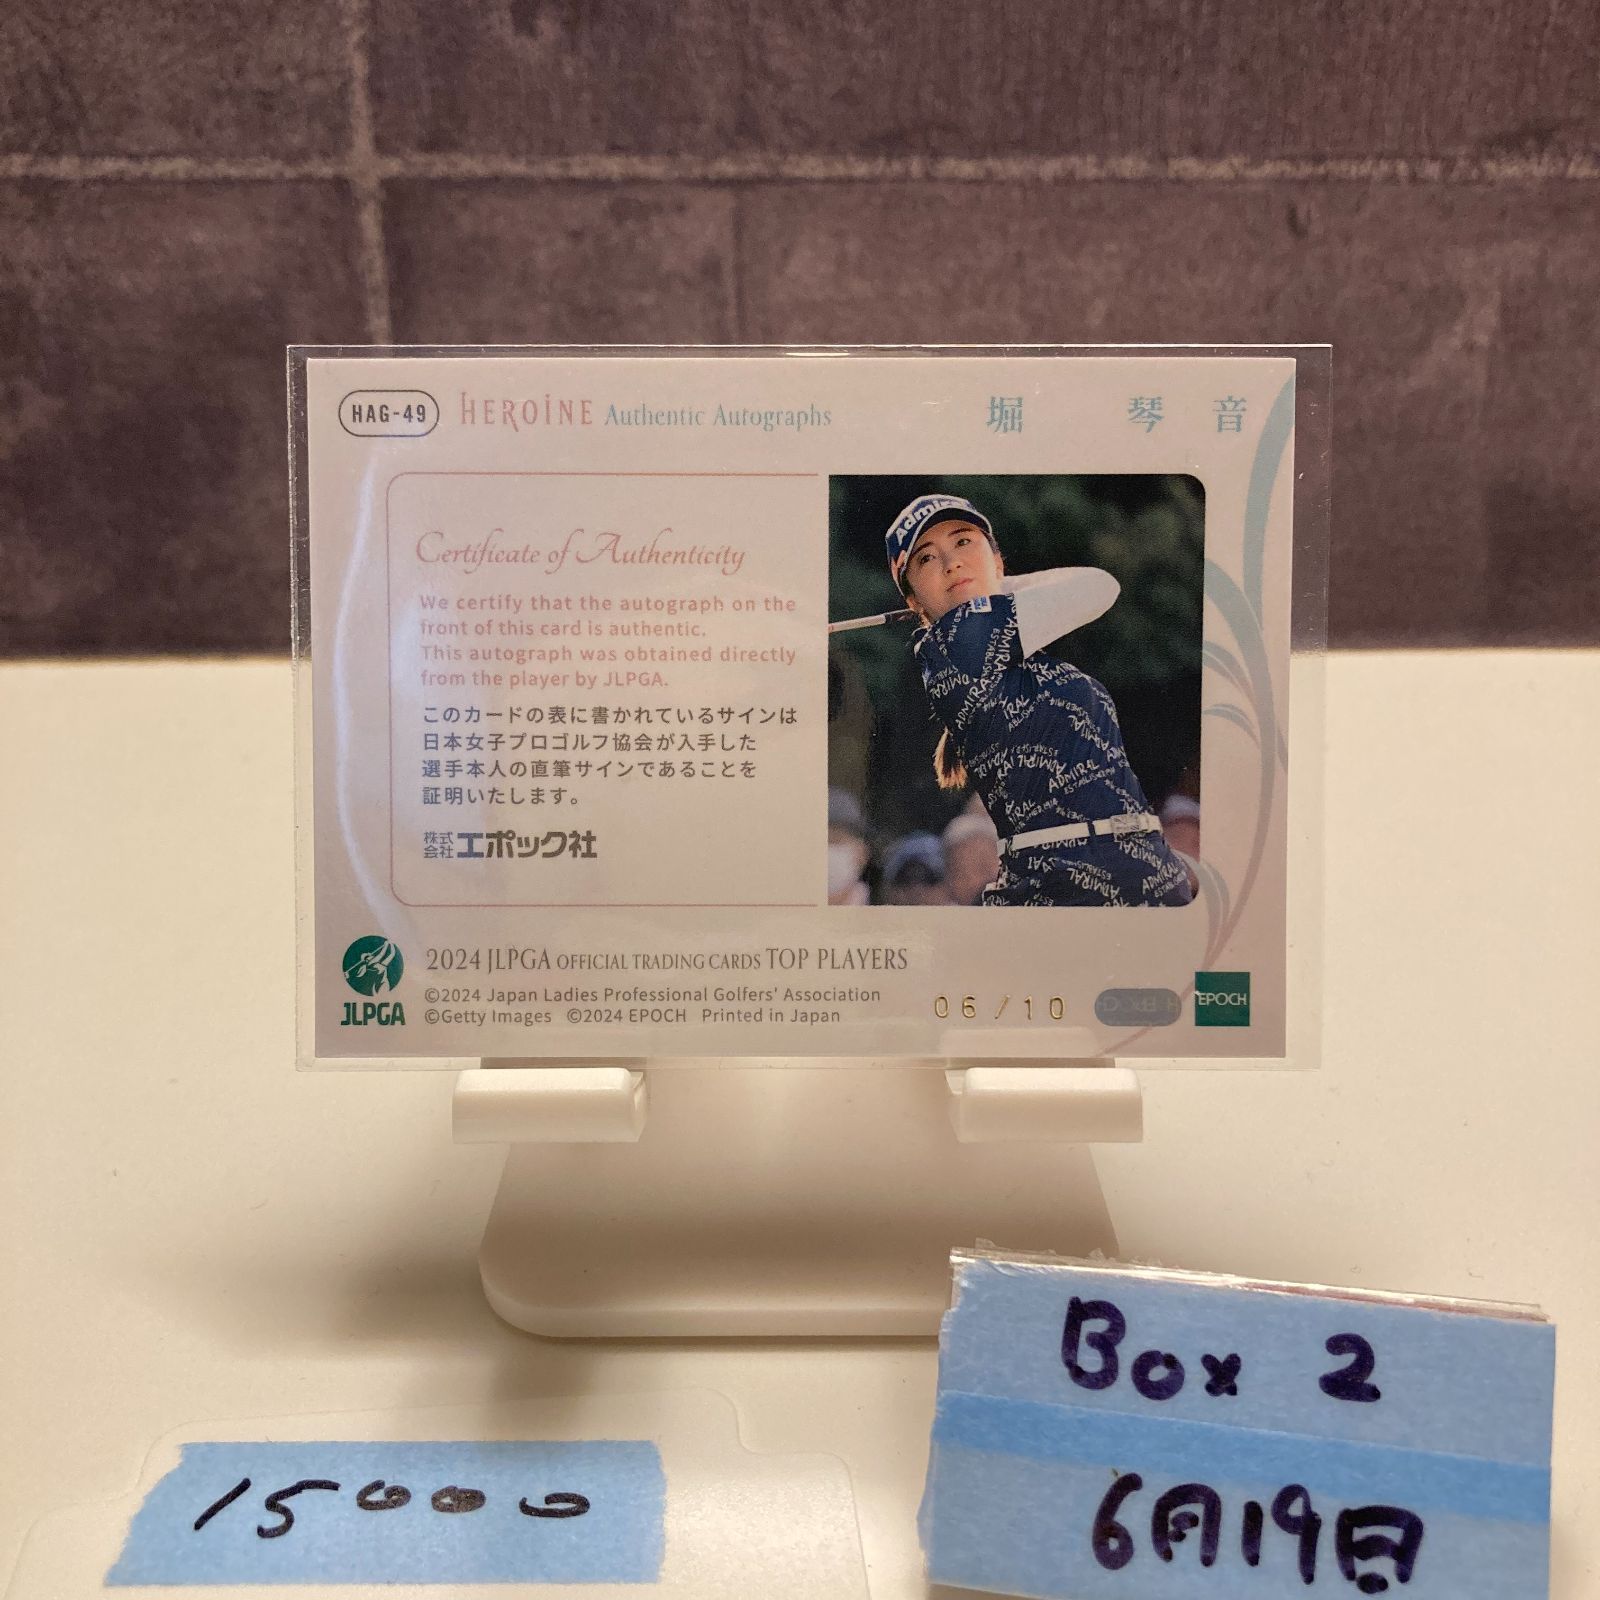 HAG-49 HEROINE Authentic Autographs 堀 琴 音
Certificate of Authenticity
We certify that the autograph on the
front of this card is authentic.
This autograph was obtained directly
from the player by JLPGA.
このカードの表に書かれているサインは
日本女子プロゴルフ協会が入手した
選手本人の直筆サインであることを
証明いたします。
株式会社エポック社
Admiral
JLPGA
2024 JLPGA OFFICIAL TRADING CARDS TOP PLAYERS
©2024 Japan Ladies Professional Golfers' Association
©Getty Images ©2024 EPOCH Printed in Japan
06/10
EPOCH
Box 2
6月19日
15000